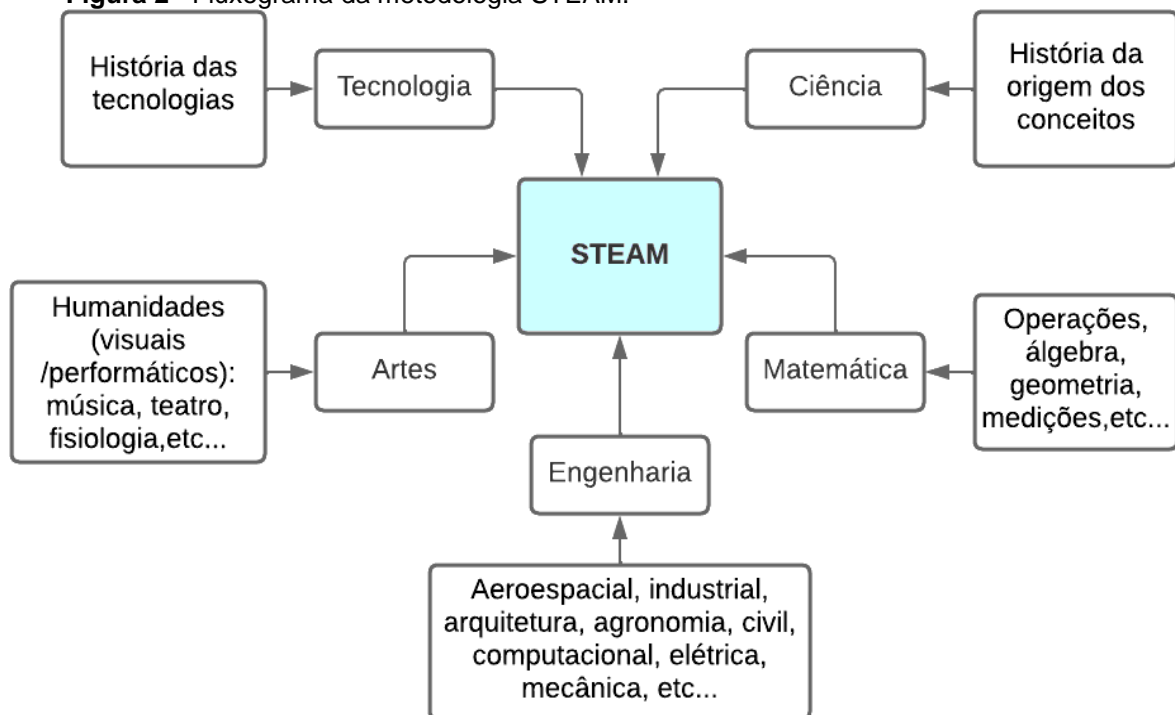 Figura 2 - Fluxograma da metodologia STEAM.
História das
tecnologias
Tecnologia
Ciência
História da
origem dos
conceitos
STEAM
Humanidades
(visuais
/performáticos):
música, teatro,
fisiologia,etc...
Artes
Matemática
Operações,
álgebra,
geometria,
medições,etc...
Engenharia
Aeroespacial, industrial,
arquitetura, agronomia, civil,
computacional, elétrica,
mecânica, etc...